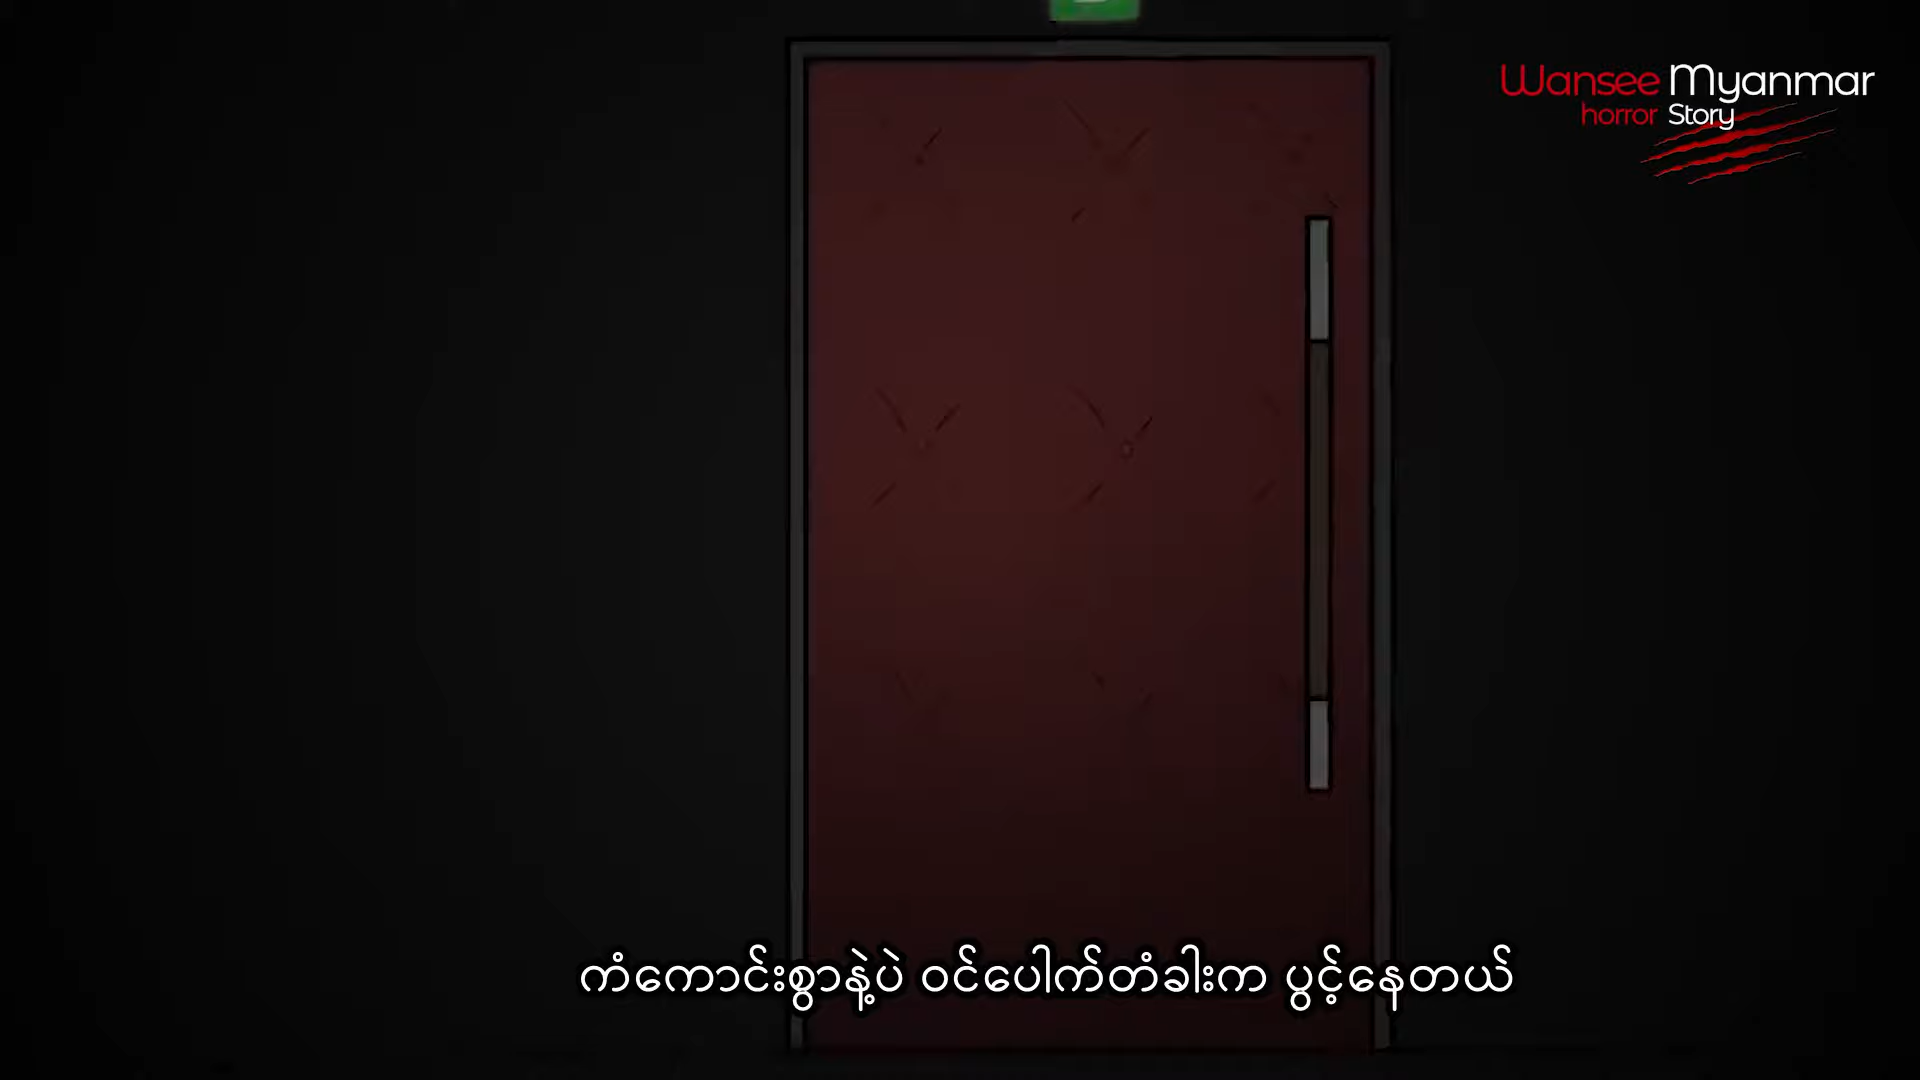 Wansee Myanmar
horror Story
ကံကောင်းစွာနဲ့ပဲ ဝင်ပေါက်တံခါးက ပွင့်နေတယ်